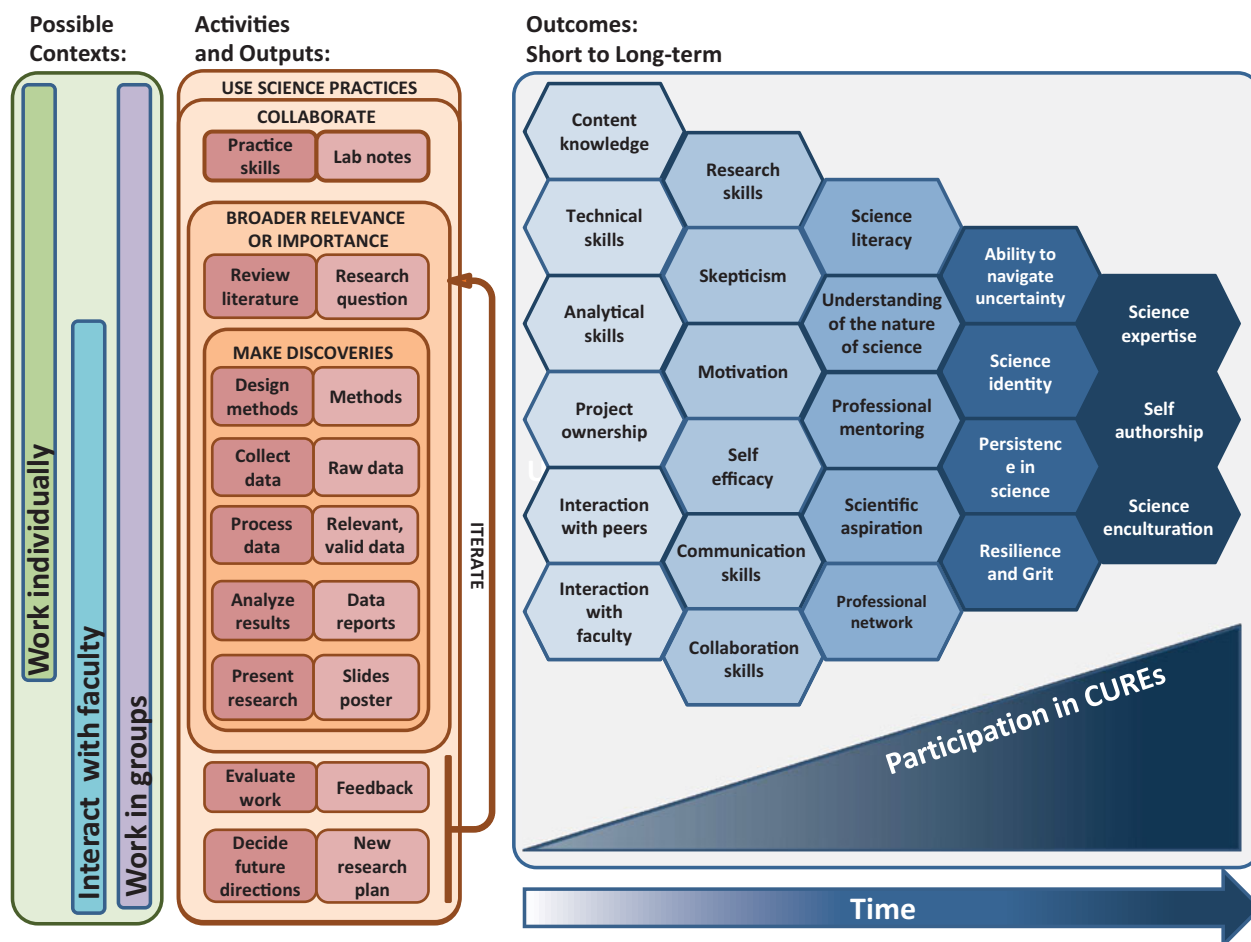 Possible
Contexts:
Activities
and Outputs:
Outcomes:
Short to Long-term
Work individually
Interact with faculty
Work in groups
USE SCIENCE PRACTICES
COLLABORATE
Practice
skills
Lab notes
BROADER RELEVANCE
OR IMPORTANCE
Review
literature
Research
question
MAKE DISCOVERIES
Design
methods
Methods
Collect
data
Raw data
Process
data
Relevant,
valid data
Analyze
results
Data
reports
Present
research
Slides
poster
Evaluate
work
Feedback
Decide
future
directions
New
research
plan
ITERATE
Content
knowledge
Technical
skills
Analytical
skills
Project
ownership
Interaction
with peers
Interaction
with
faculty
Research
skills
Skepticism
Motivation
Self
efficacy
Communication
skills
Collaboration
skills
Science
literacy
Understanding
of the nature
of science
Professional
mentoring
Scientific
aspiration
Professional
network
Ability to
navigate
uncertainty
Science
identity
Persistenc
e in
science
Resilience
and Grit
Science
expertise
Self
authorship
Science
enculturation
Participation in CUREs
Time